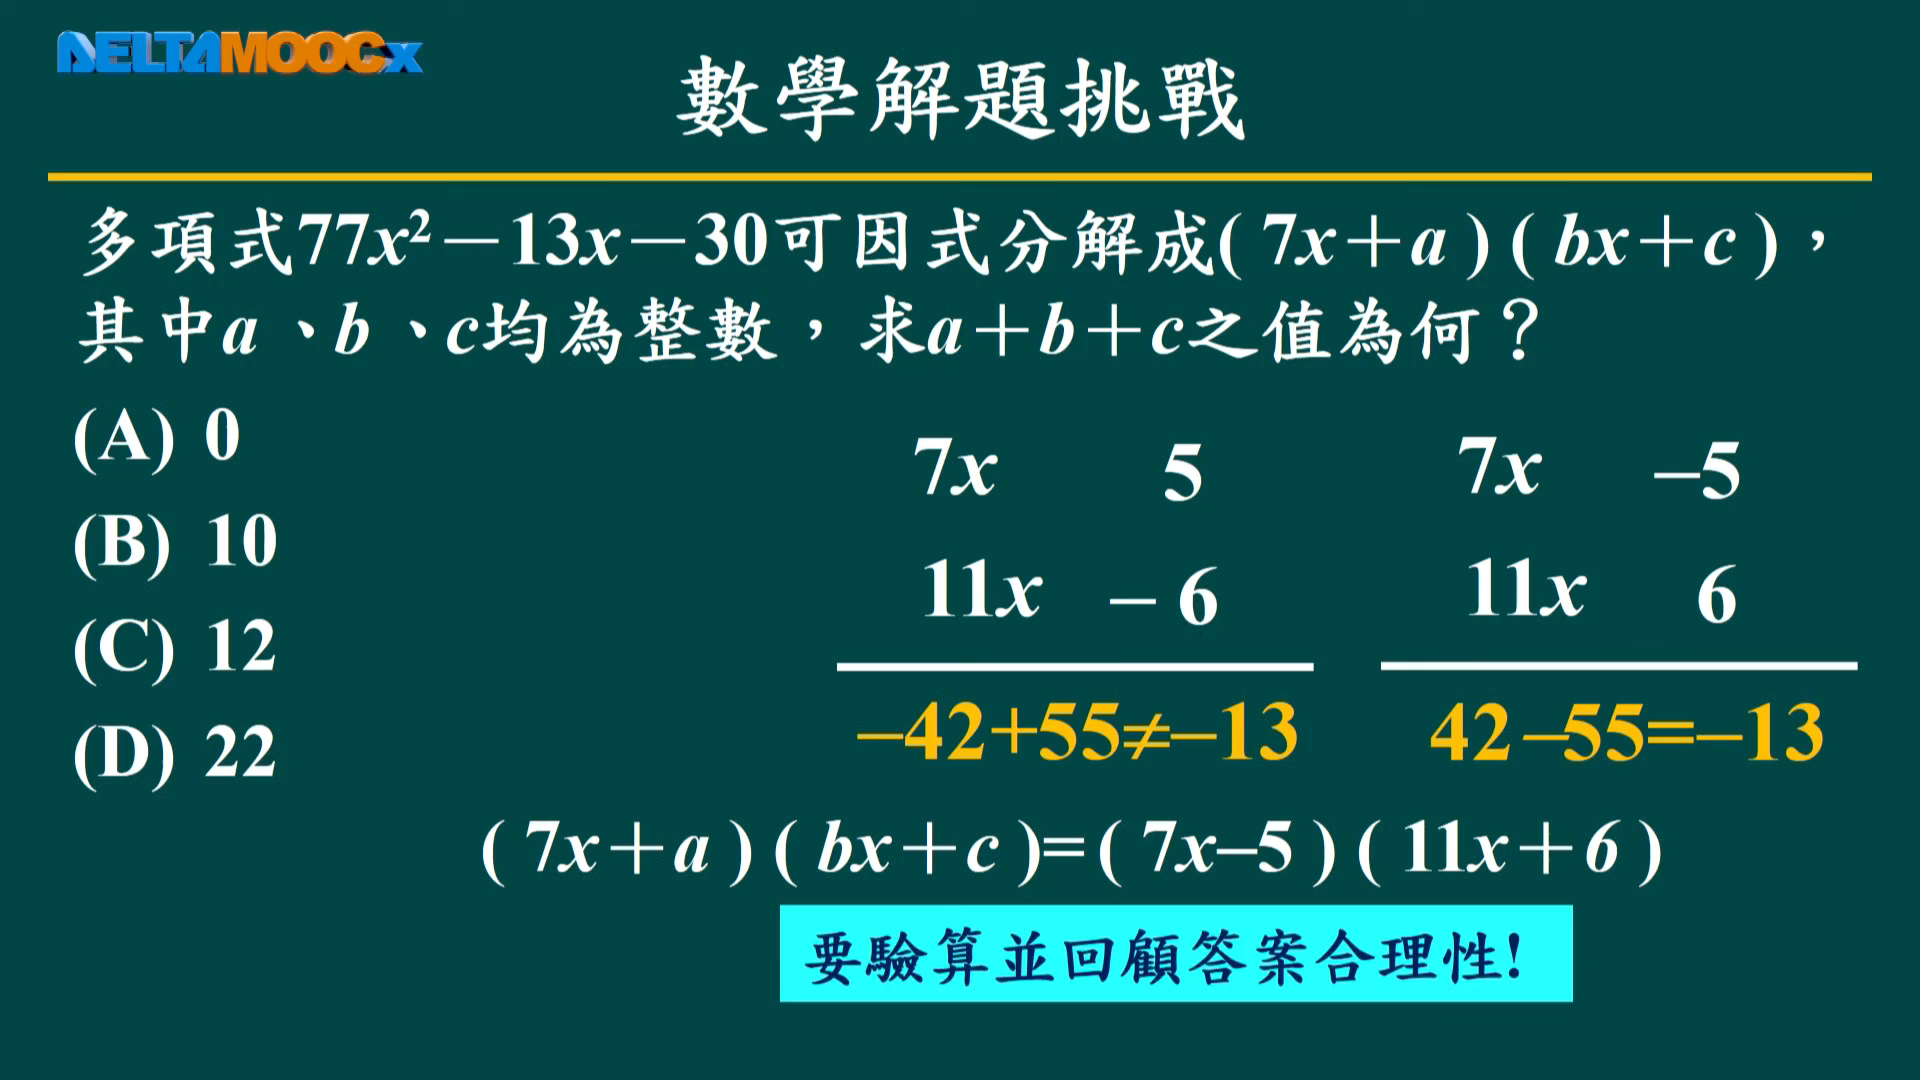 DELTAMOOCx
數學解題挑戰
多項式77x²－13x－30可因式分解成( 7x＋a ) ( bx＋c )，
其中a、b、c均為整數，求a＋b＋c之值為何？
(A) 0
(B) 10
(C) 12
(D) 22
7x 5
11x – 6
–42+55≠–13
7x –5
11x 6
42–55=–13
( 7x＋a ) ( bx＋c )=( 7x–5 ) ( 11x＋6 )
要驗算並回顧答案合理性!